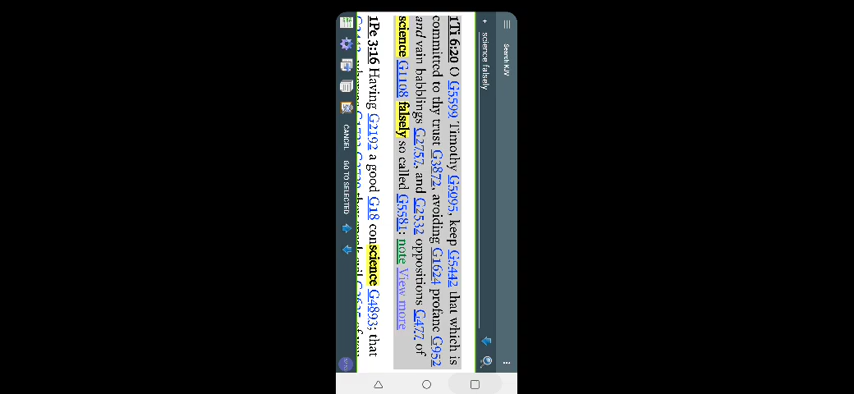 Search KJV
science falsely
1Ti 6:20 O G5599 Timothy G5095, keep G5442 that which is
committed to thy trust G3872, avoiding G1624 profane G952
and vain babblings G2757, and G2532 oppositions G477 of
science G1108 falsely so called G5581: note View more
1Pe 3:16 Having G2192 a good G18 conscience G4893; that
CANCEL GO TO SELECTED